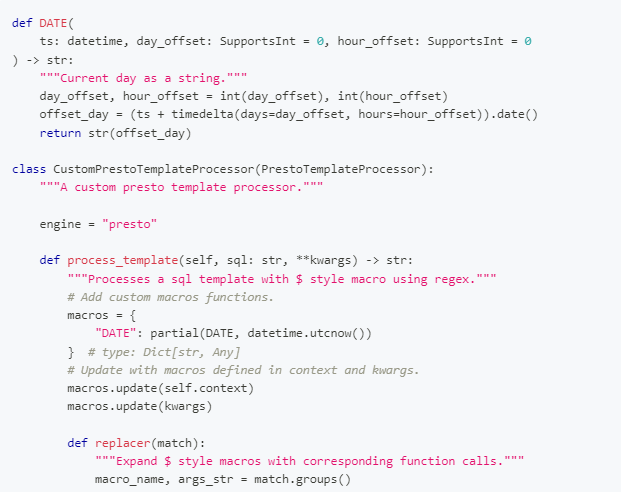 def DATE(
    ts: datetime, day_offset: SupportsInt = 0, hour_offset: SupportsInt = 0
) -> str:
    """Current day as a string."""
    day_offset, hour_offset = int(day_offset), int(hour_offset)
    offset_day = (ts + timedelta(days=day_offset, hours=hour_offset)).date()
    return str(offset_day)

class CustomPrestoTemplateProcessor(PrestoTemplateProcessor):
    """A custom presto template processor."""

    engine = "presto"

    def process_template(self, sql: str, **kwargs) -> str:
        """Processes a sql template with $ style macro using regex."""
        # Add custom macros functions.
        macros = {
            "DATE": partial(DATE, datetime.utcnow())
        }  # type: Dict[str, Any]
        # Update with macros defined in context and kwargs.
        macros.update(self.context)
        macros.update(kwargs)

        def replacer(match):
            """Expand $ style macros with corresponding function calls."""
            macro_name, args_str = match.groups()